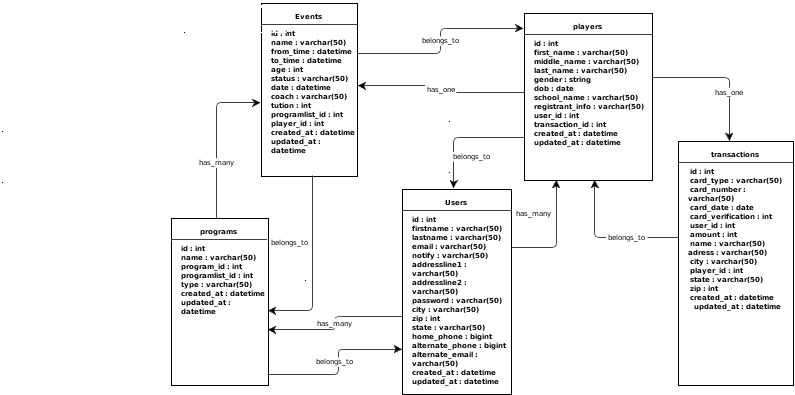 Events
id : int
name : varchar(50)
from_time : datetime
to_time : datetime
age : int
status : varchar(50)
date : datetime
coach : varchar(50)
tution : int
programlist_id : int
player_id : int
created_at : datetime
updated_at :
datetime
belongs_to
has_one
players
id : int
first_name : varchar(50)
middle_name : varchar(50)
last_name : varchar(50)
gender : string
dob : date
school_name : varchar(50)
registrant_info : varchar(50)
user_id : int
transaction_id : int
created_at : datetime
updated_at : datetime
has_one
has_many
belongs_to
belongs_to
has_many
belongs_to
transactions
id : int
card_type : varchar(50)
card_number :
varchar(50)
card_date : date
card_verification : int
user_id : int
amount : int
name : varchar(50)
adress : varchar(50)
city : varchar(50)
player_id : int
state : varchar(50)
zip : int
created_at : datetime
updated_at : datetime
programs
id : int
name : varchar(50)
program_id : int
programlist_id : int
type : varchar(50)
created_at : datetime
updated_at :
datetime
has_many
belongs_to
Users
id : int
firstname : varchar(50)
lastname : varchar(50)
email : varchar(50)
notify : varchar(50)
addressline1 :
varchar(50)
addressline2 :
varchar(50)
password : varchar(50)
city : varchar(50)
zip : int
state : varchar(50)
home_phone : bigint
alternate_phone : bigint
alternate_email :
varchar(50)
created_at : datetime
updated_at : datetime